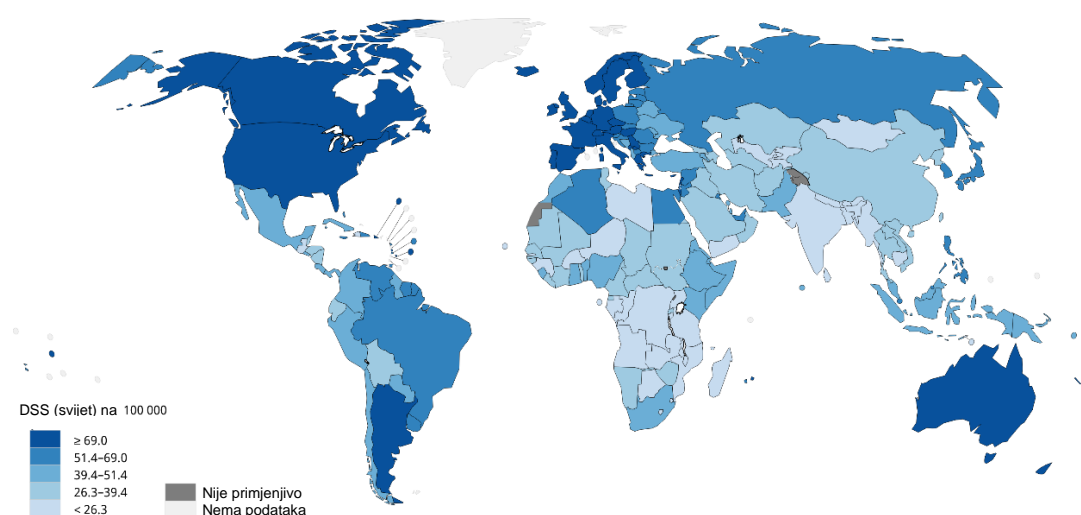 DSS (svijet) na 100 000
≥ 69.0
51.4–69.0
39.4–51.4
26.3–39.4
< 26.3
Nije primjenjivo
Nema podataka